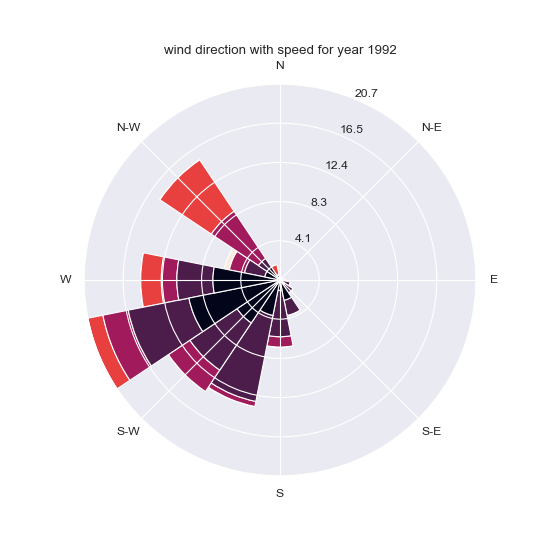 wind direction with speed for year 1992
N
20.7
N-W
N-E
16.5
12.4
8.3
4.1
W
E
S-W
S-E
S